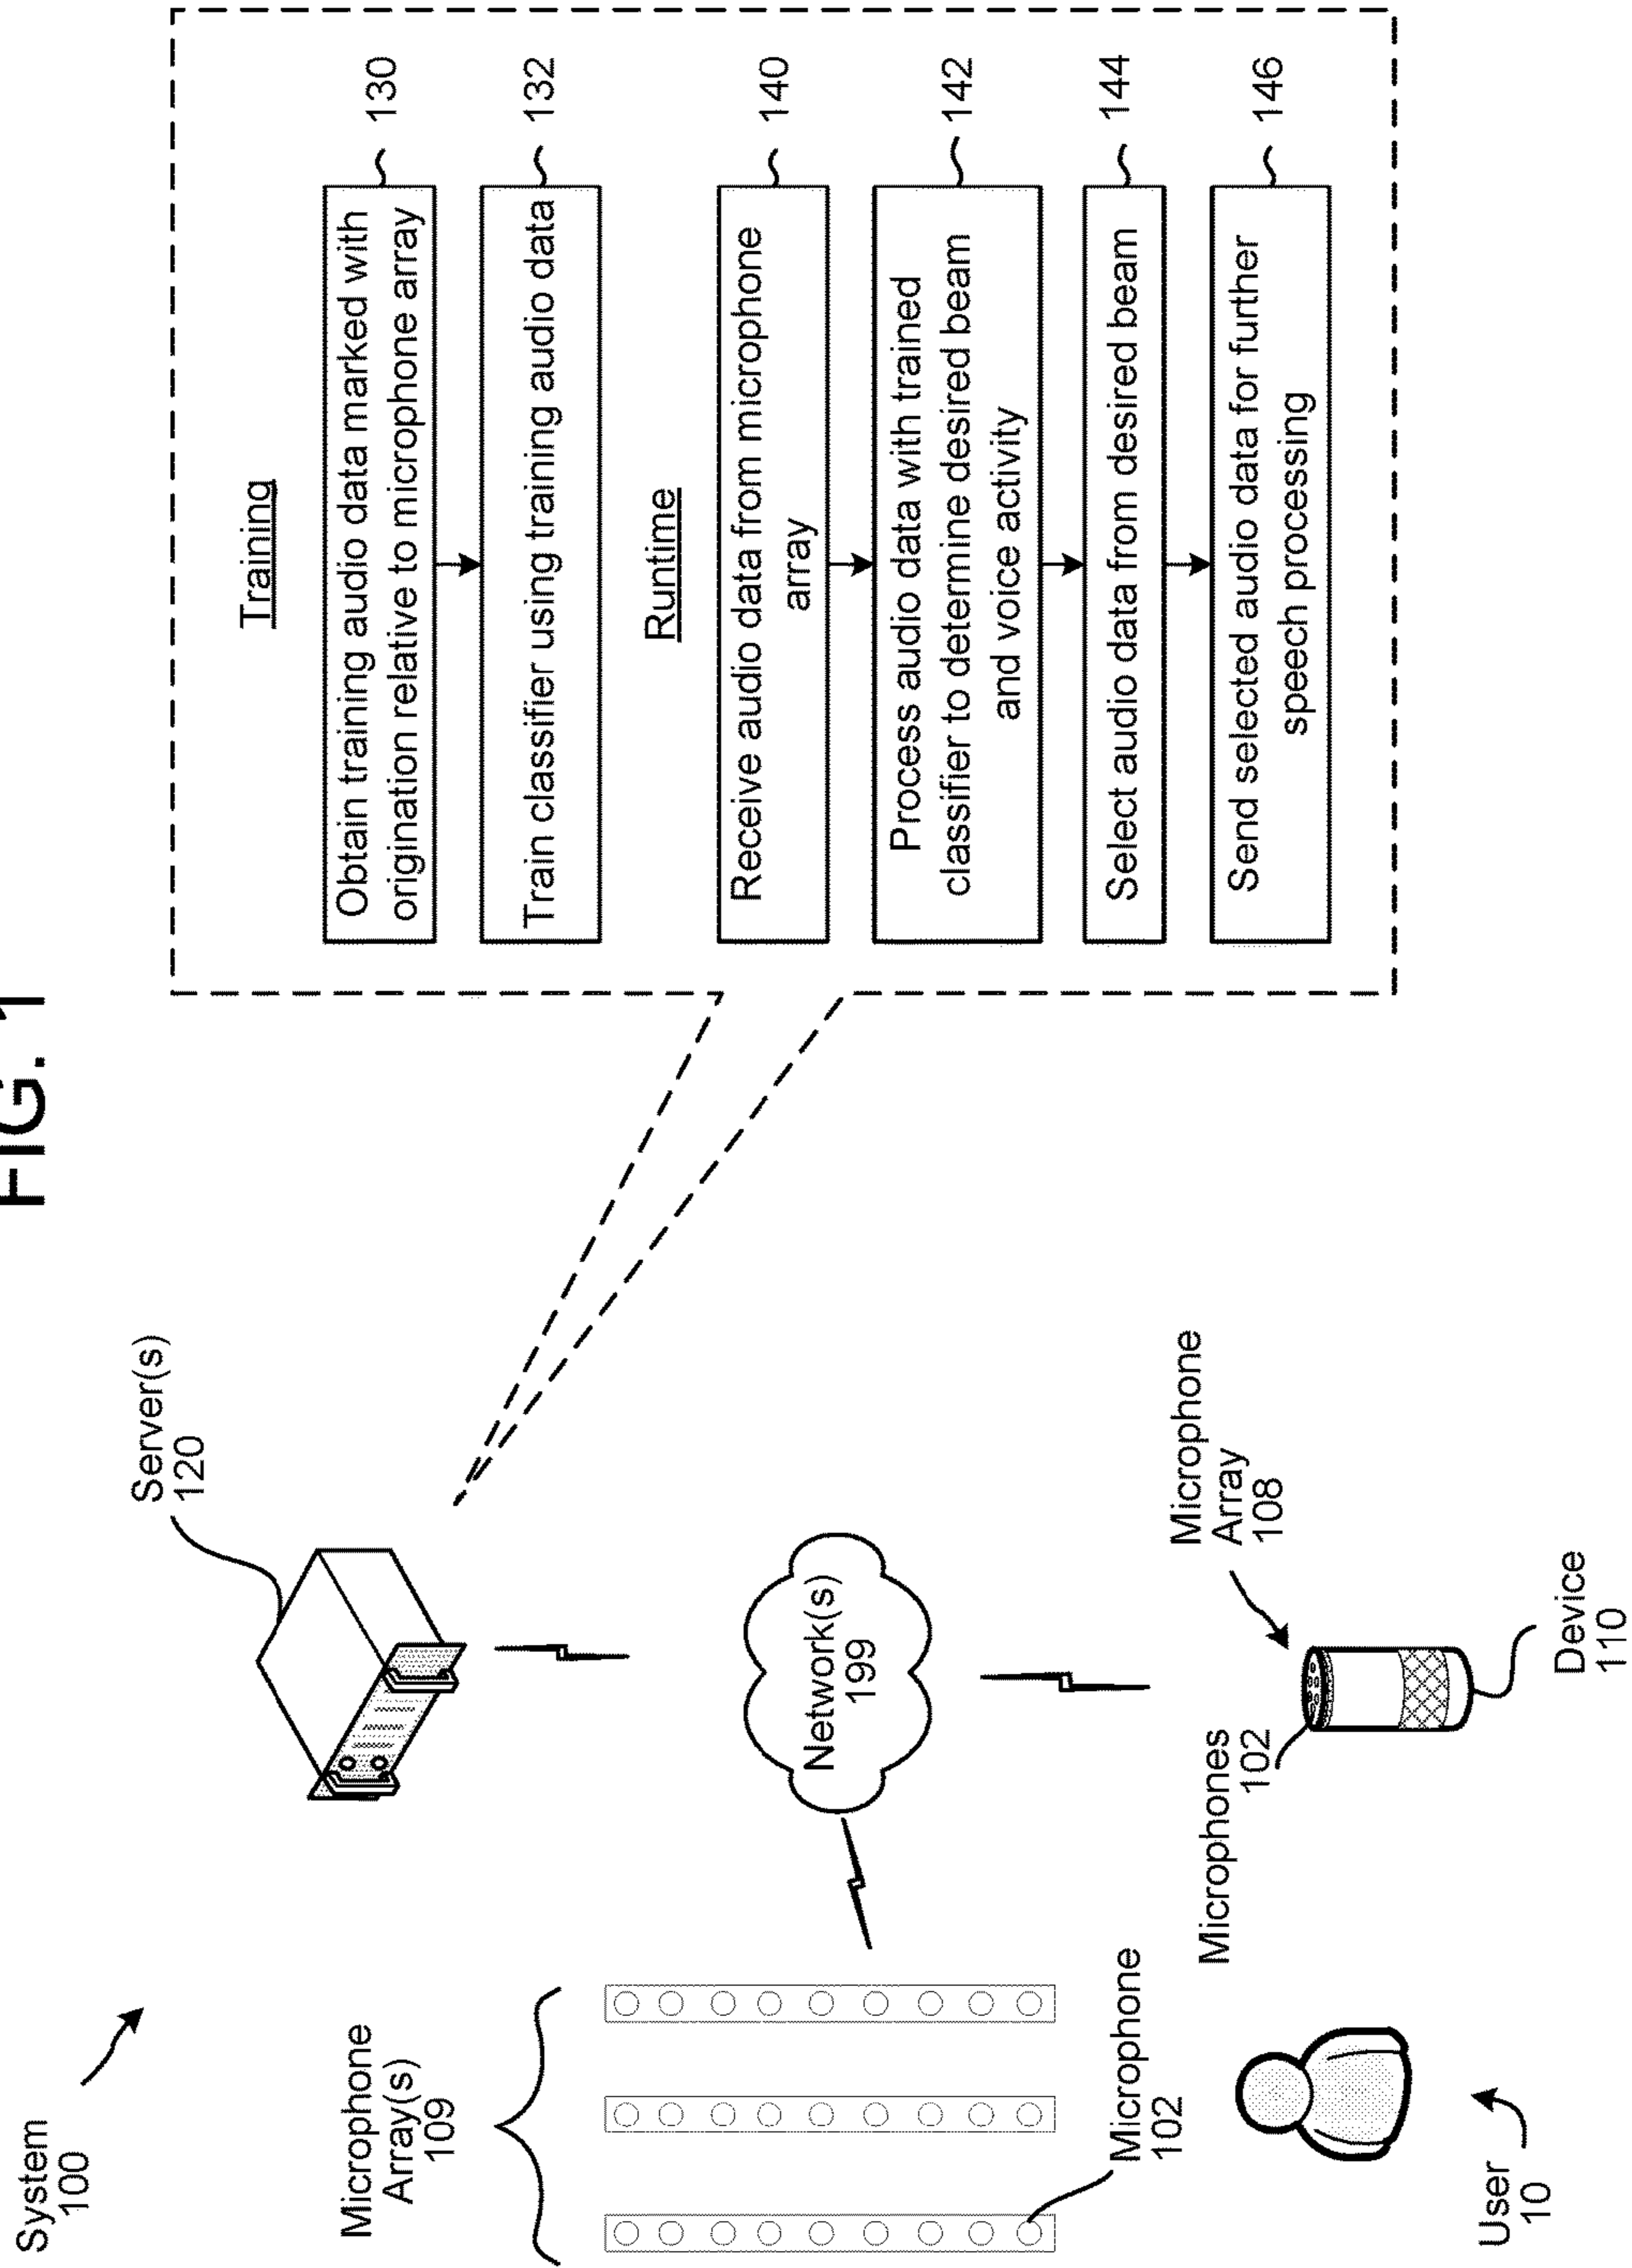 FIG. 1
System
100
Server(s)
120
Microphone
Array(s)
109
Network(s)
199
Microphone
102
Microphones
102
Microphone
Array
108
User
10
Device
110
Training
Obtain training audio data marked with
origination relative to microphone array
130
Train classifier using training audio data
132
Runtime
Receive audio data from microphone
array
140
Process audio data with trained
classifier to determine desired beam
and voice activity
142
Select audio data from desired beam
144
Send selected audio data for further
speech processing
146